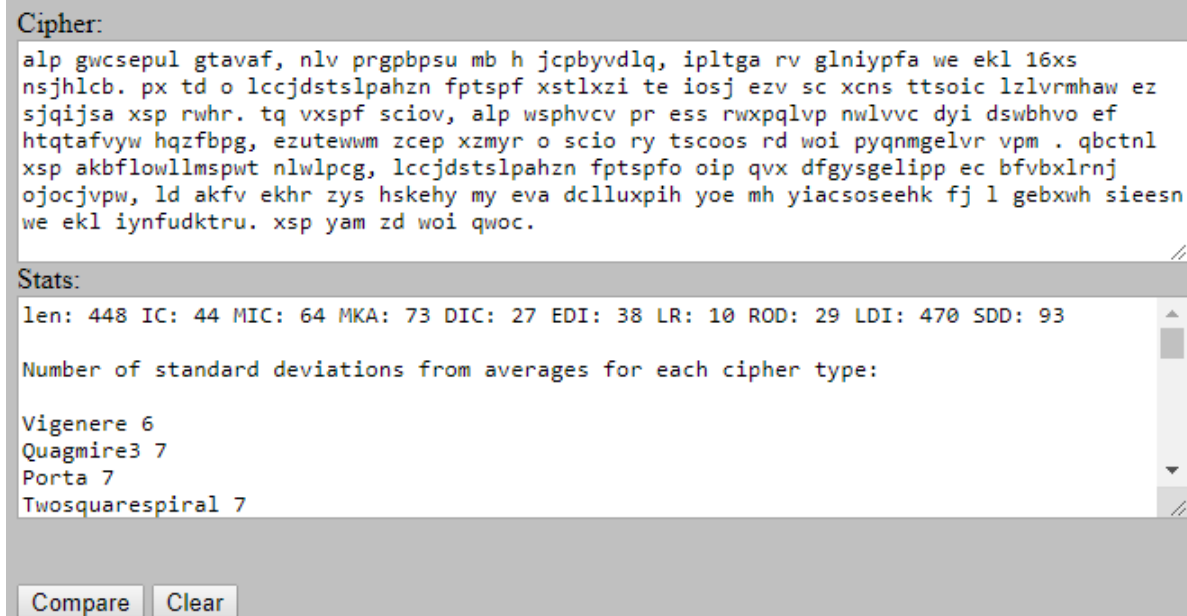 Cipher:
alp gwcsepul gtavaf, nlv prgpbpsu mb h jcpbyvdlq, ipltga rv glniypfa we ekl 16xs
nsjhlcb. px td o lccjdstslpahzn fptspf xstlxzi te iosj ezv sc xcns ttsoic lzlvrmhaw ez
sjqijsa xsp rwhr. tq vxspf sciov, alp wsphvcv pr ess rwxpqlvp nwlvvc dyi dswbhvo ef
htqtafvyw hqzfbpg, ezutewwm zcep xzmyr o scio ry tscoos rd woi pyqnmgelvr vpm . qbctnl
xsp akbflowllmspwt nlwlpcg, lccjdstslpahzn fptspfo oip qvx dfgysgelipp ec bfvbxlrnj
ojocjvpw, ld akfv ekhr zys hskehy my eva dclluxpih yoe mh yiacsoseehk fj l gebxwh sieesn
we ekl iynfudktru. xsp yam zd woi qwoc.
Stats:
len: 448 IC: 44 MIC: 64 MKA: 73 DIC: 27 EDI: 38 LR: 10 ROD: 29 LDI: 470 SDD: 93
Number of standard deviations from averages for each cipher type:
Vigenere 6
Quagmire3 7
Porta 7
Twosquarespiral 7
Compare Clear